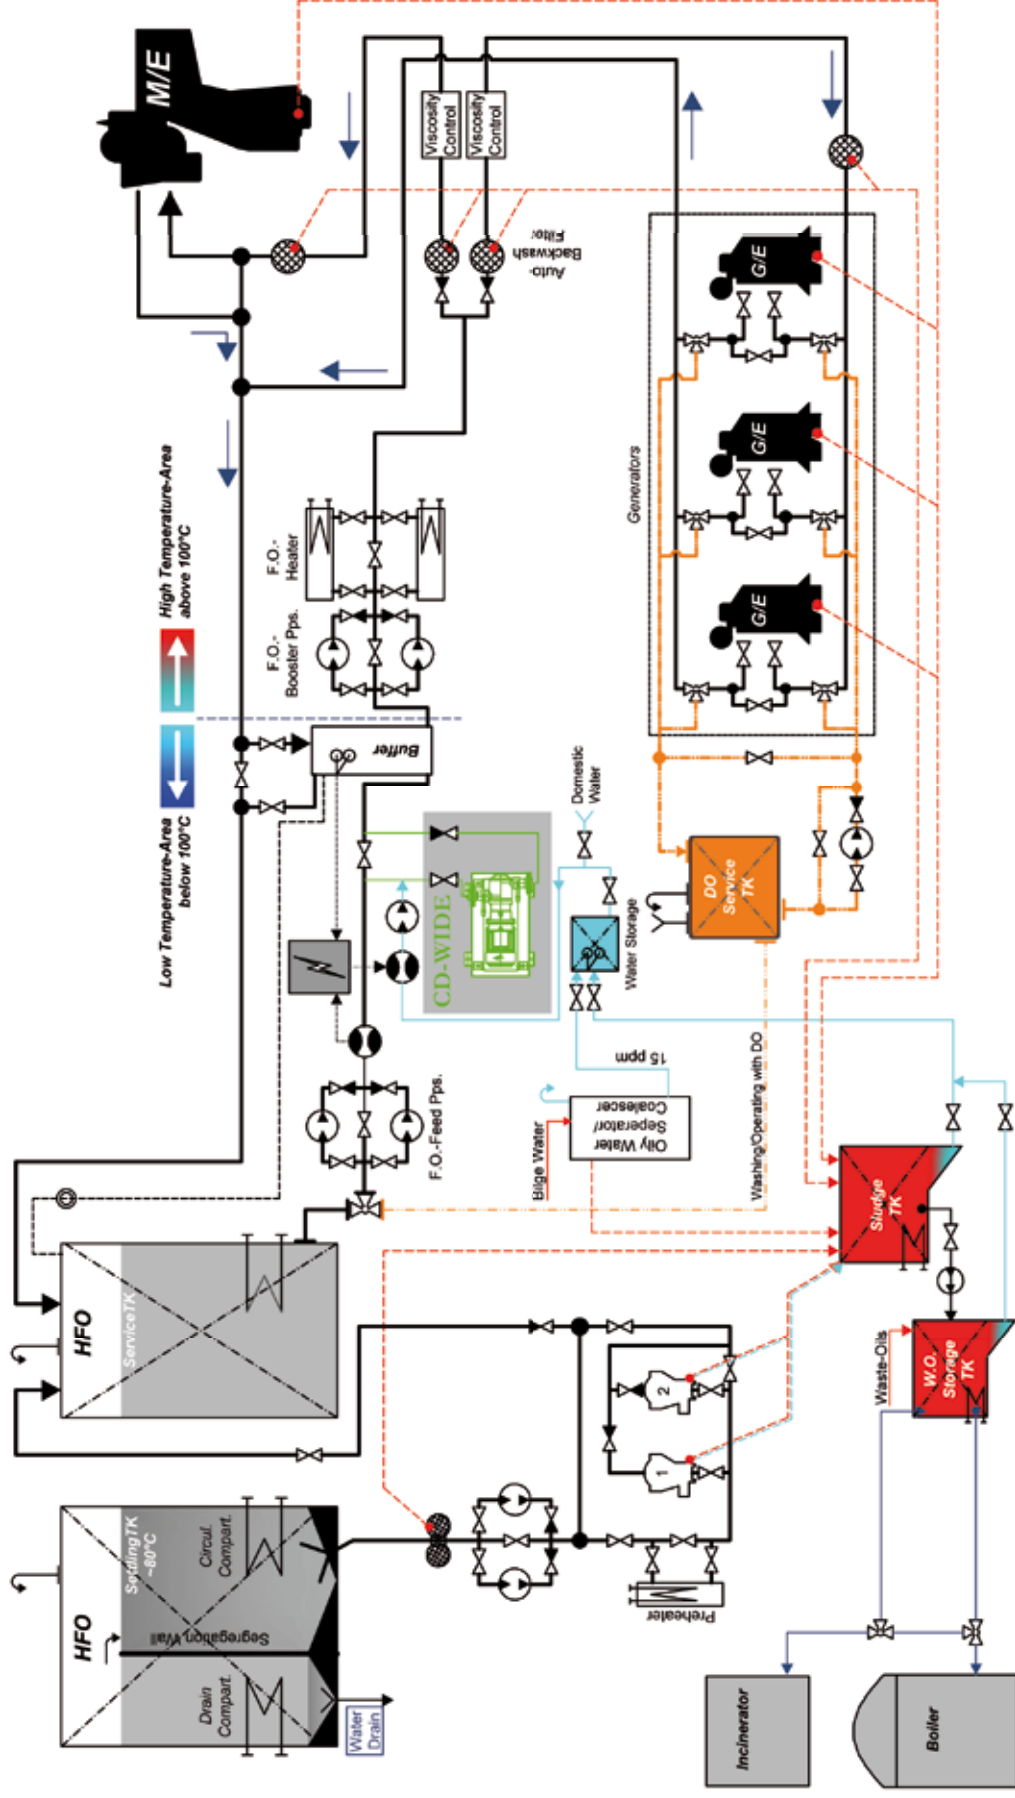 M/E
Viscosity
Control
Viscosity
Control
Auto-
Backwash
Filter
High Temperature-Area
above 100°C
Low Temperature-Area
below 100°C
F.O.-
Heater
F.O.-
Booster Pps.
Buffer
Generators
G/E
G/E
G/E
CD-WIDE
Domestic
Water
Water Storage
DO
Service
TK
F.O.-Feed Pps.
15 ppm
Oily Water
Seperator/
Coalescer
Bilge Water
Washing/Operating with DO
HFO
ServiceTK
Sludge
TK
W.O.
Storage
TK
Waste-Oils
HFO
SettlingTK
~80°C
Circul.
Compart.
Segregation Wall
Drain
Compart.
Water
Drain
1
2
Preheater
Incinerator
Boiler